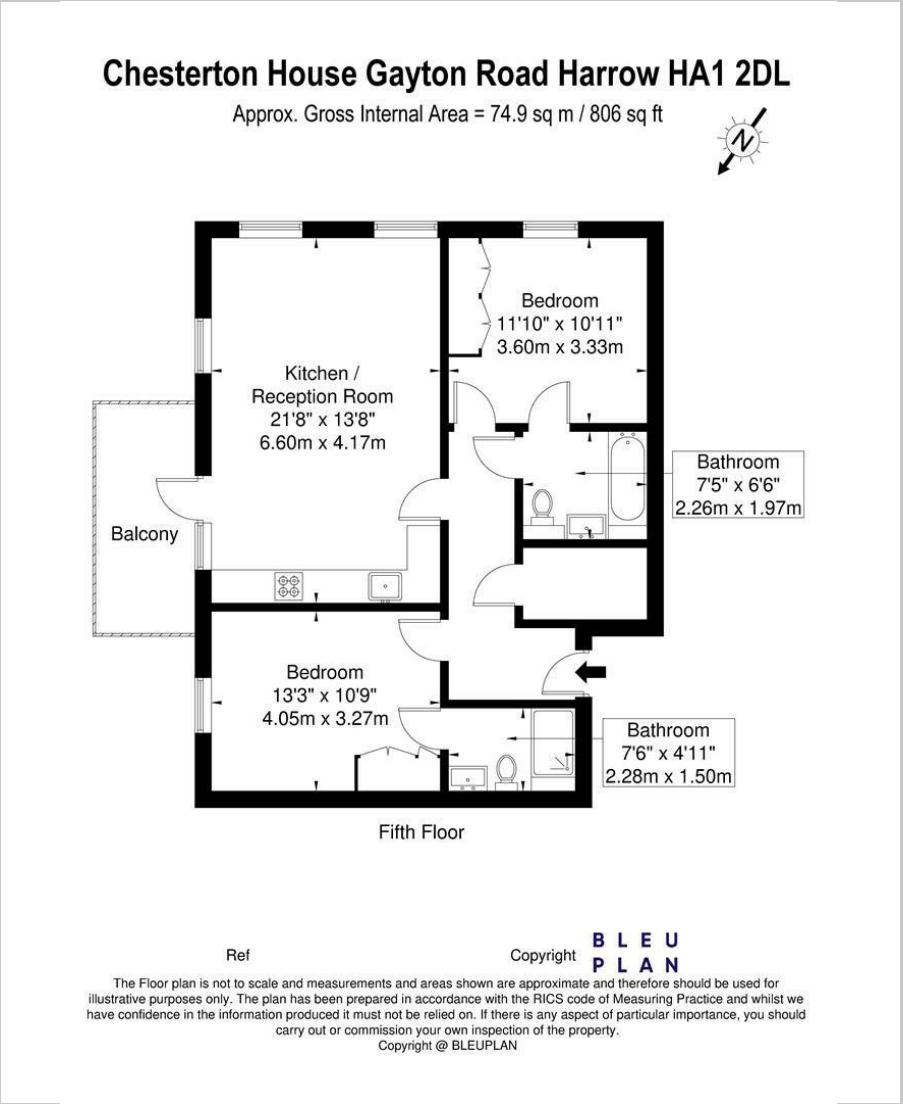 Chesterton House Gayton Road Harrow HA1 2DL
Approx. Gross Internal Area = 74.9 sq m / 806 sq ft
N
Bedroom
11'10" x 10'11"
3.60m x 3.33m
Kitchen /
Reception Room
21'8" x 13'8"
6.60m x 4.17m
Bathroom
7'5" x 6'6"
2.26m x 1.97m
Balcony
Bedroom
13'3" x 10'9"
4.05m x 3.27m
Bathroom
7'6" x 4'11"
2.28m x 1.50m
Fifth Floor
Ref
Copyright
BLEU
PLAN
The Floor plan is not to scale and measurements and areas shown are approximate and therefore should be used for
illustrative purposes only. The plan has been prepared in accordance with the RICS code of Measuring Practice and whilst we
have confidence in the information produced it must not be relied on. If there is any aspect of particular importance, you should
carry out or commission your own inspection of the property.
Copyright @ BLEUPLAN